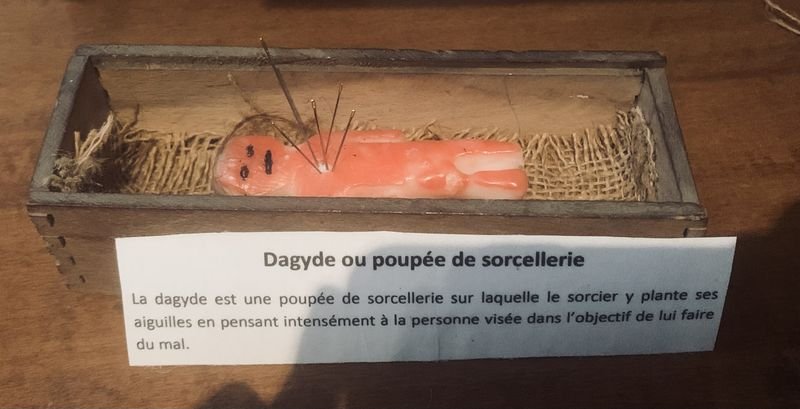 Dagyde ou poupée de sorcellerie
La dagyde est une poupée de sorcellerie sur laquelle le sorcier y plante ses
aiguilles en pensant intensément à la personne visée dans l'objectif de lui faire
du mal.